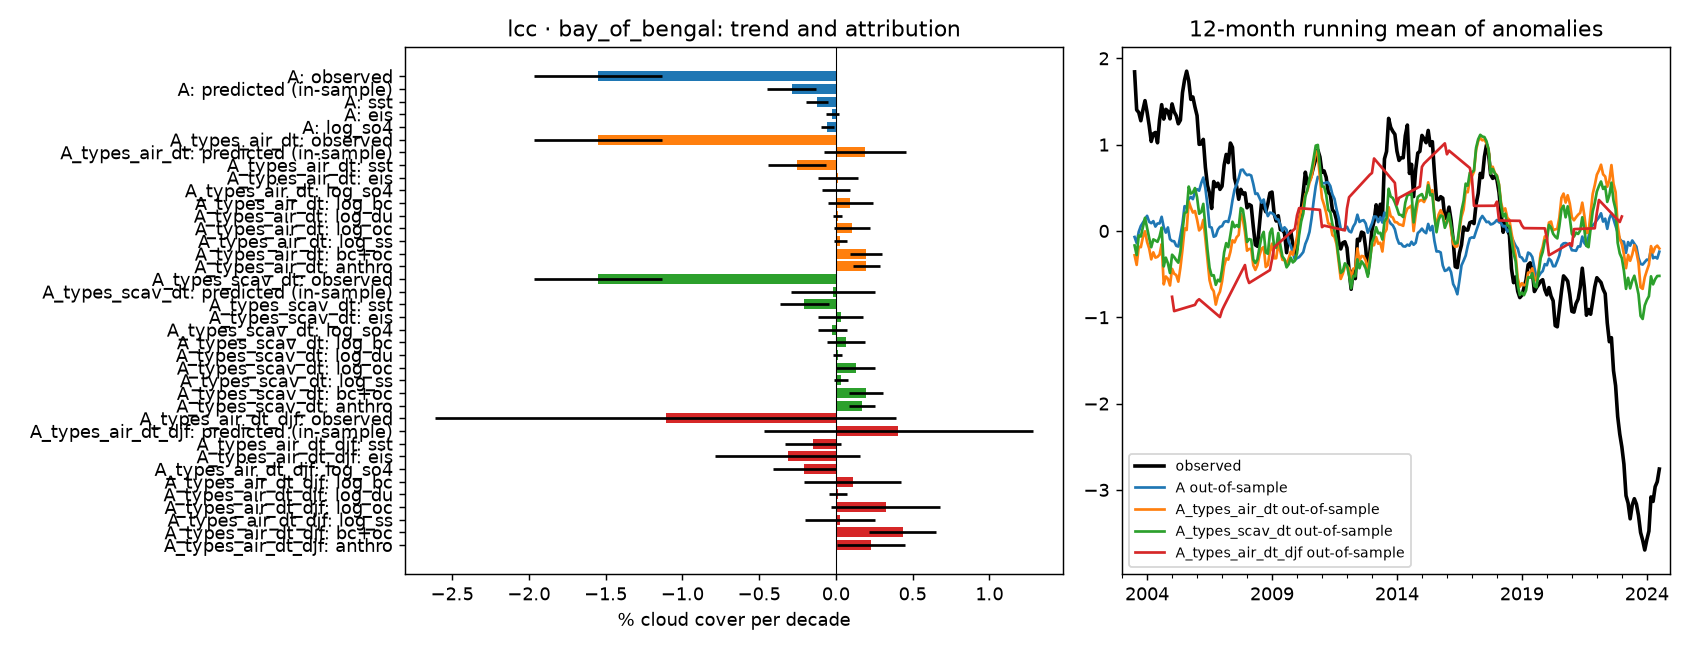 lcc · bay_of_bengal: trend and attribution
A: observed
A: predicted (in-sample)
A: sst
A: eis
A: log_so4
A_types_air_dt: observed
A_types_air_dt: predicted (in-sample)
A_types_air_dt: sst
A_types_air_dt: eis
A_types_air_dt: log_so4
A_types_air_dt: log_bc
A_types_air_dt: log_du
A_types_air_dt: log_oc
A_types_air_dt: log_ss
A_types_air_dt: bc+oc
A_types_air_dt: anthro
A_types_scav_dt: observed
A_types_scav_dt: predicted (in-sample)
A_types_scav_dt: sst
A_types_scav_dt: eis
A_types_scav_dt: log_so4
A_types_scav_dt: log_bc
A_types_scav_dt: log_du
A_types_scav_dt: log_oc
A_types_scav_dt: log_ss
A_types_scav_dt: bc+oc
A_types_scav_dt: anthro
A_types_air_dt_djf: observed
A_types_air_dt_djf: predicted (in-sample)
A_types_air_dt_djf: sst
A_types_air_dt_djf: eis
A_types_air_dt_djf: log_so4
A_types_air_dt_djf: log_bc
A_types_air_dt_djf: log_du
A_types_air_dt_djf: log_oc
A_types_air_dt_djf: log_ss
A_types_air_dt_djf: bc+oc
A_types_air_dt_djf: anthro
−2.5 −2.0 −1.5 −1.0 −0.5 0.0 0.5 1.0
% cloud cover per decade
12-month running mean of anomalies
2
1
0
−1
−2
−3
observed
A out-of-sample
A_types_air_dt out-of-sample
A_types_scav_dt out-of-sample
A_types_air_dt_djf out-of-sample
2004 2009 2014 2019 2024